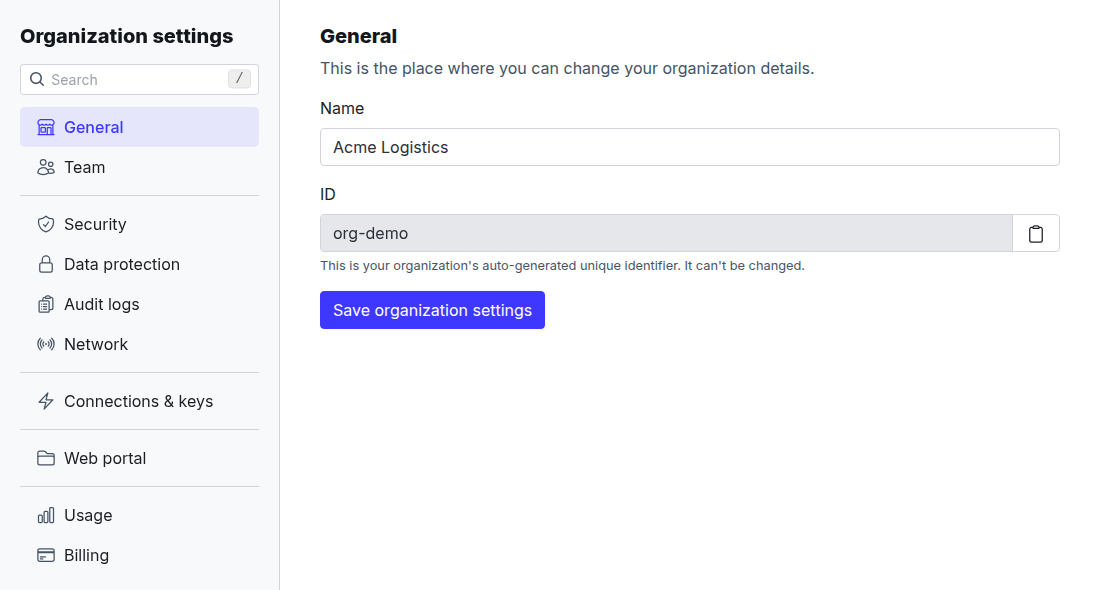 Organization settings
Search /
General
Team
Security
Data protection
Audit logs
Network
Connections & keys
Web portal
Usage
Billing
General
This is the place where you can change your organization details.
Name
Acme Logistics
ID
org-demo
This is your organization's auto-generated unique identifier. It can't be changed.
Save organization settings